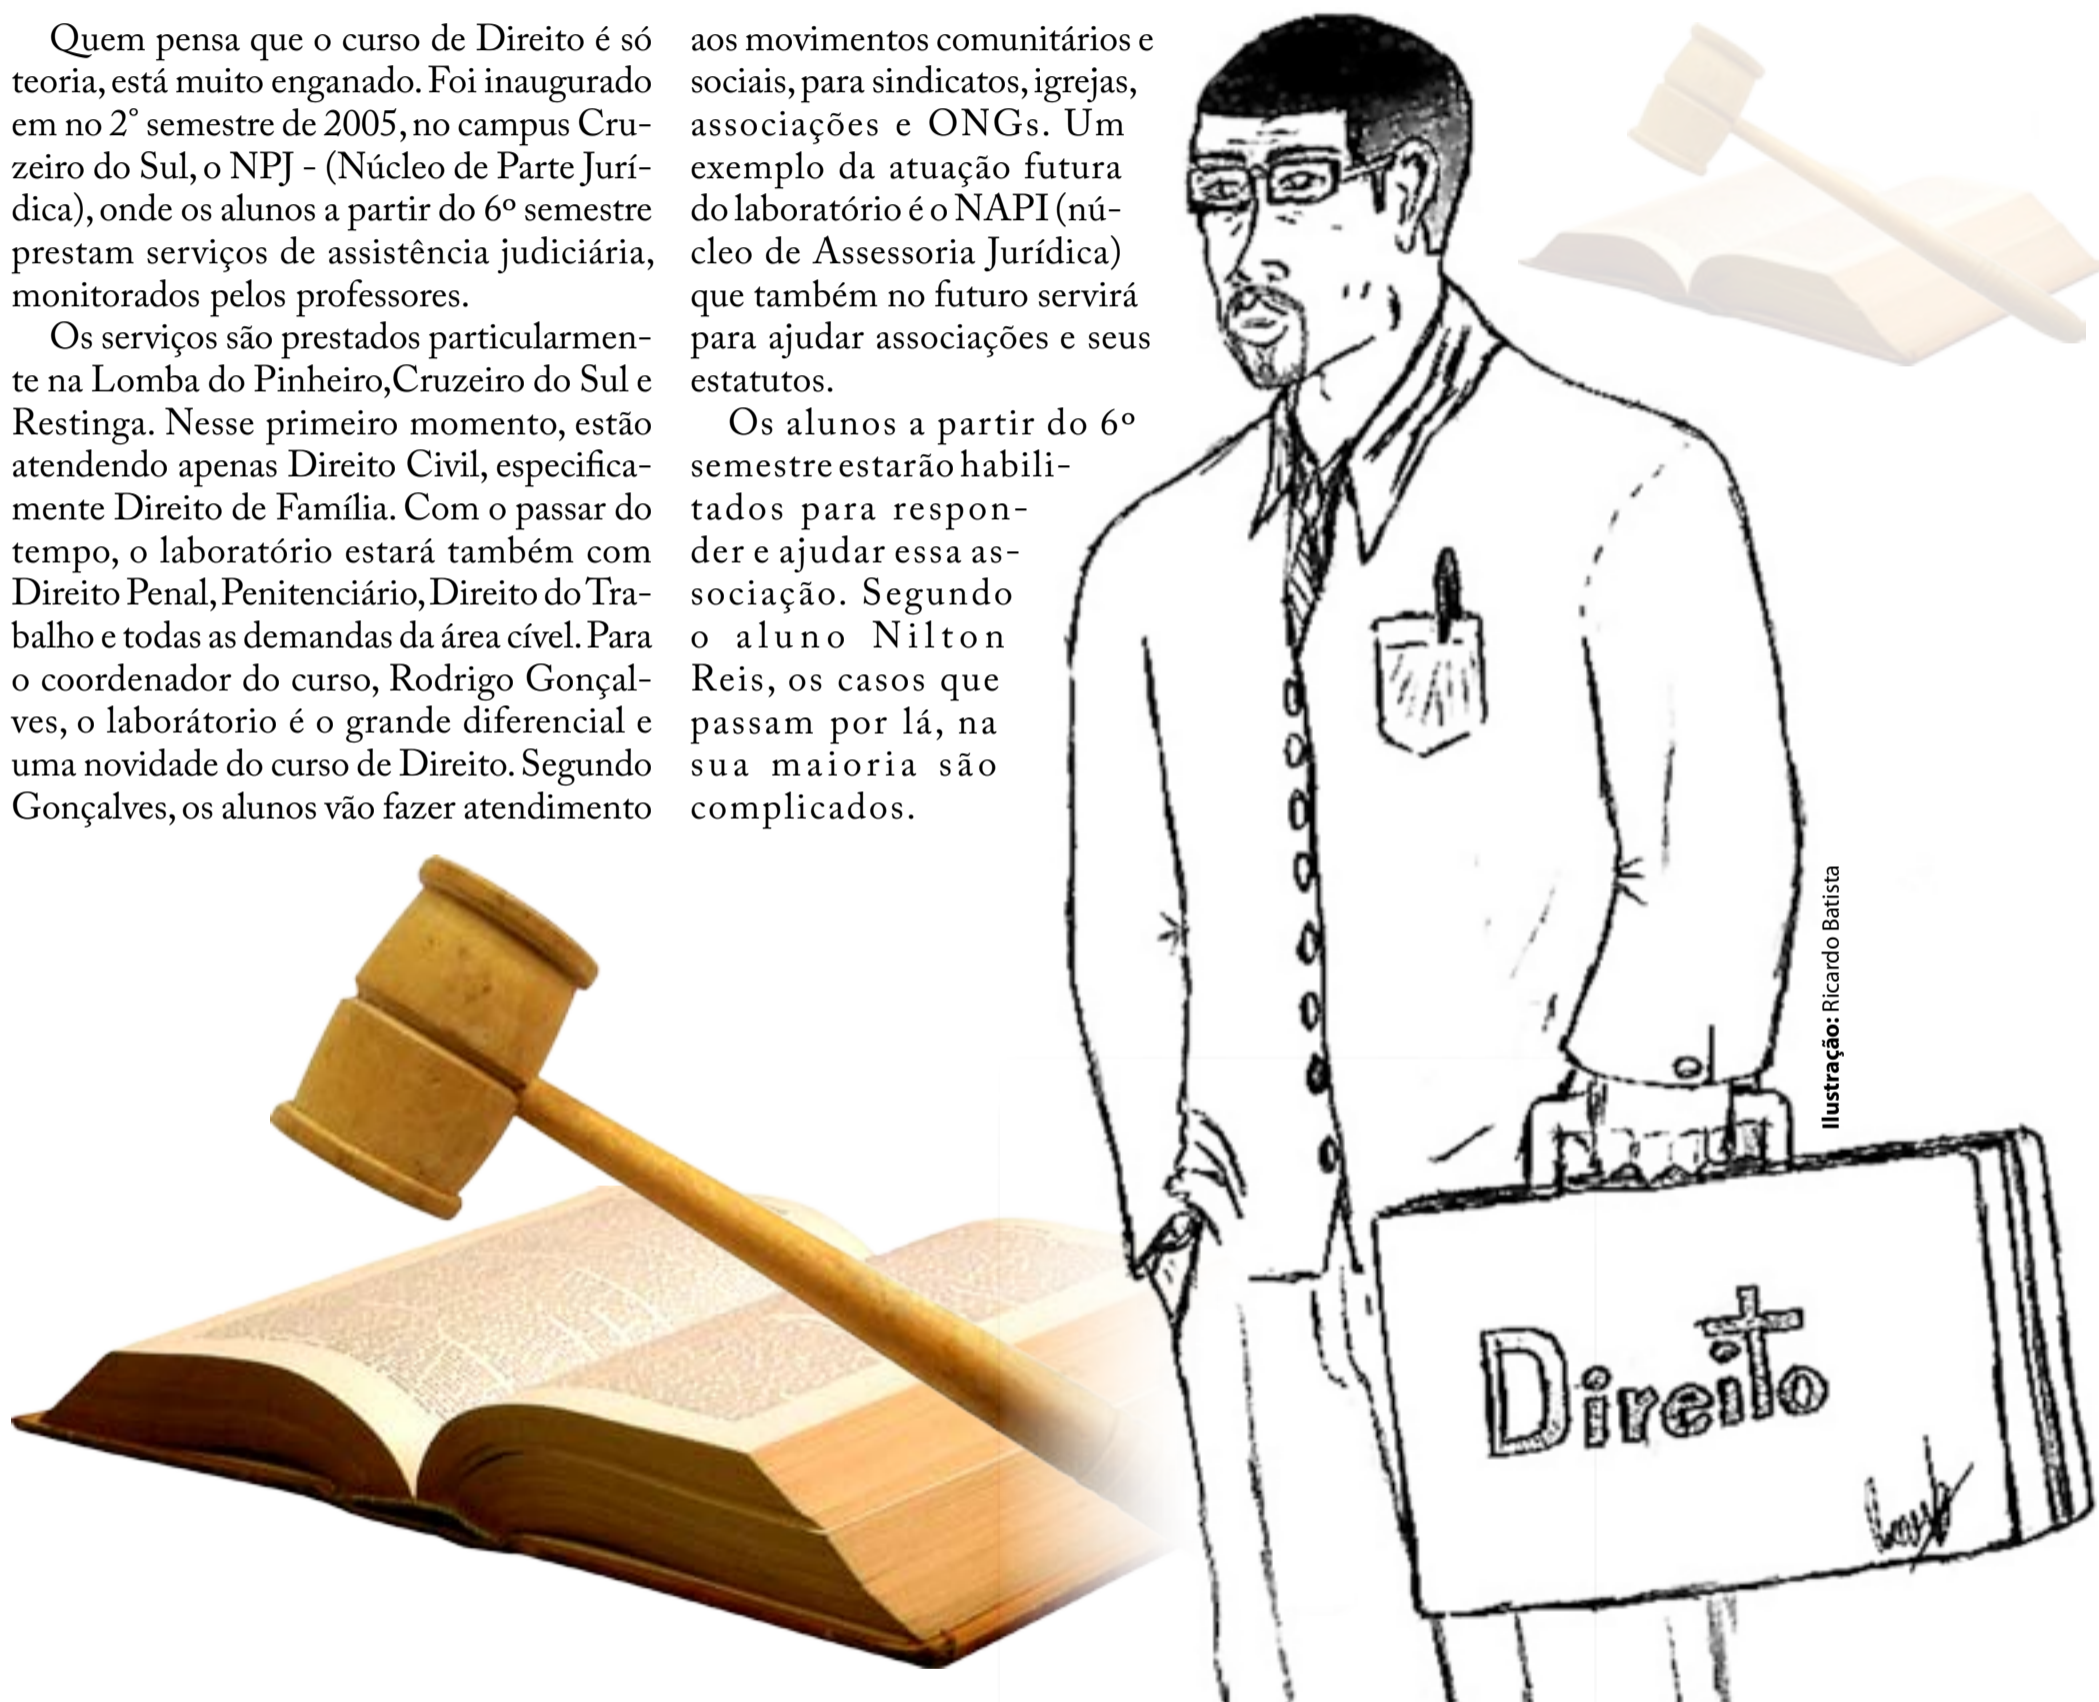 Quem pensa que o curso de Direito é só
teoria, está muito enganado. Foi inaugurado
em no 2° semestre de 2005, no campus Cru-
zeiro do Sul, o NPJ - (Núcleo de Parte Jurí-
dica), onde os alunos a partir do 6º semestre
prestam serviços de assistência judiciária,
monitorados pelos professores.
Os serviços são prestados particularmen-
te na Lomba do Pinheiro,Cruzeiro do Sul e
Restinga. Nesse primeiro momento, estão
atendendo apenas Direito Civil, especifica-
mente Direito de Família. Com o passar do
tempo, o laboratório estará também com
Direito Penal, Penitenciário, Direito do Tra-
balho e todas as demandas da área cível. Para
o coordenador do curso, Rodrigo Gonçal-
ves, o laborátorio é o grande diferencial e
uma novidade do curso de Direito. Segundo
Gonçalves, os alunos vão fazer atendimento
aos movimentos comunitários e
sociais, para sindicatos, igrejas,
associações e ONGs. Um
exemplo da atuação futura
do laboratório é o NAPI (nú-
cleo de Assessoria Jurídica)
que também no futuro servirá
para ajudar associações e seus
estatutos.
Os alunos a partir do 6º
semestre estarão habili-
tados para respon-
der e ajudar essa as-
sociação. Segundo
o aluno Nilton
Reis, os casos que
passam por lá, na
sua maioria são
complicados.
Ilustração: Ricardo Batista
Direito